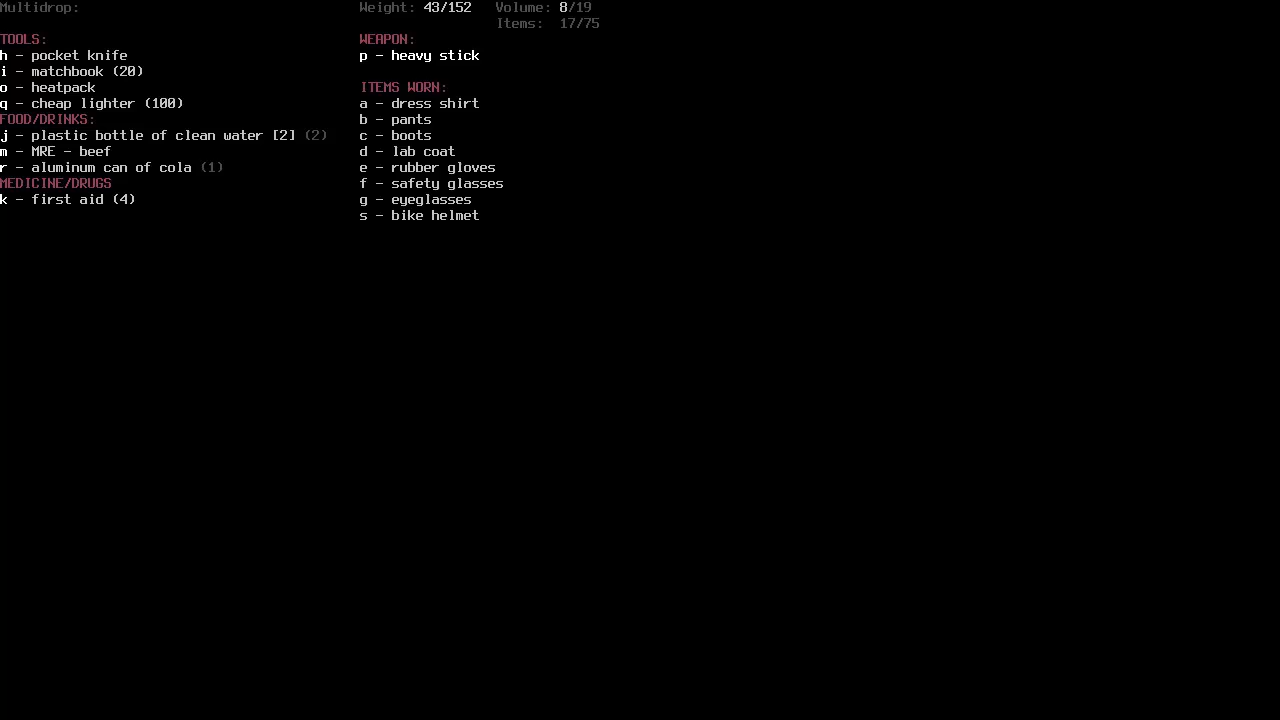 Multidrop: Weight: 43/152 Volume: 8/19
Items: 17/75
TOOLS:
h - pocket knife
i - matchbook (20)
o - heatpack
q - cheap lighter (100)
FOOD/DRINKS:
j - plastic bottle of clean water [2] (2)
m - MRE - beef
r - aluminum can of cola (1)
MEDICINE/DRUGS
k - first aid (4)
WEAPON:
p - heavy stick
ITEMS WORN:
a - dress shirt
b - pants
c - boots
d - lab coat
e - rubber gloves
f - safety glasses
g - eyeglasses
s - bike helmet